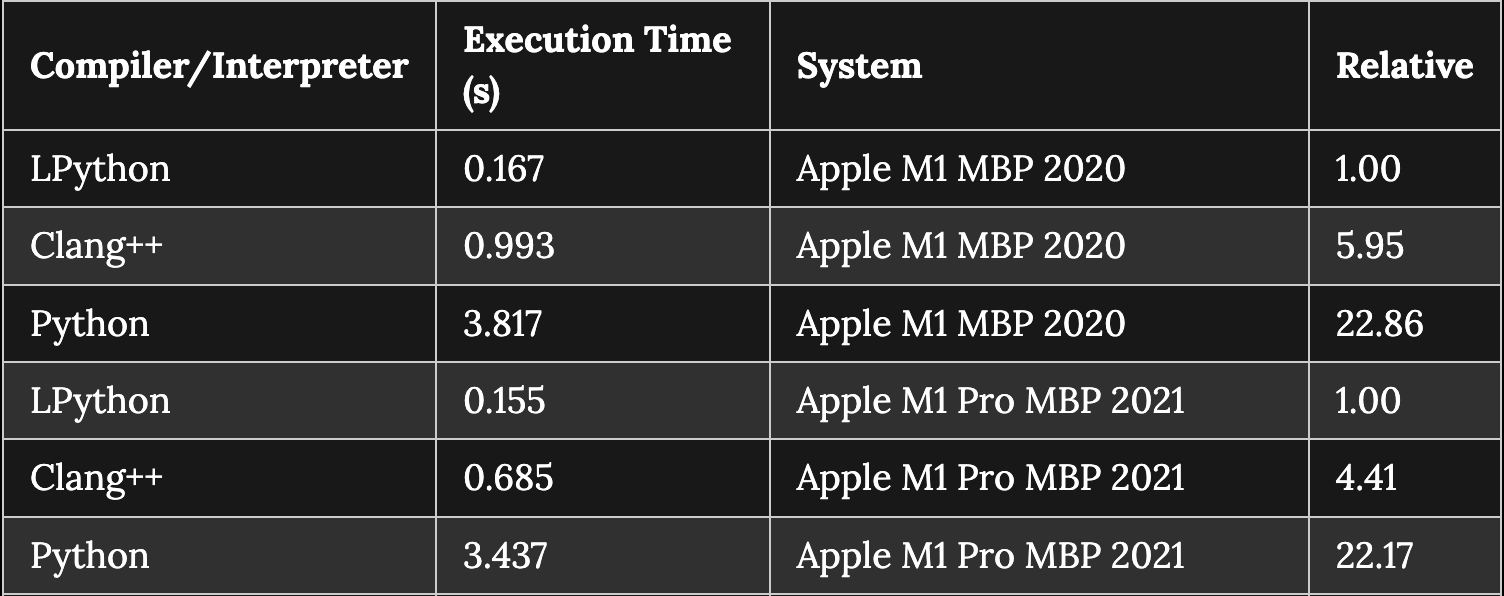 Compiler/Interpreter Execution Time (s) System Relative
LPython 0.167 Apple M1 MBP 2020 1.00
Clang++ 0.993 Apple M1 MBP 2020 5.95
Python 3.817 Apple M1 MBP 2020 22.86
LPython 0.155 Apple M1 Pro MBP 2021 1.00
Clang++ 0.685 Apple M1 Pro MBP 2021 4.41
Python 3.437 Apple M1 Pro MBP 2021 22.17